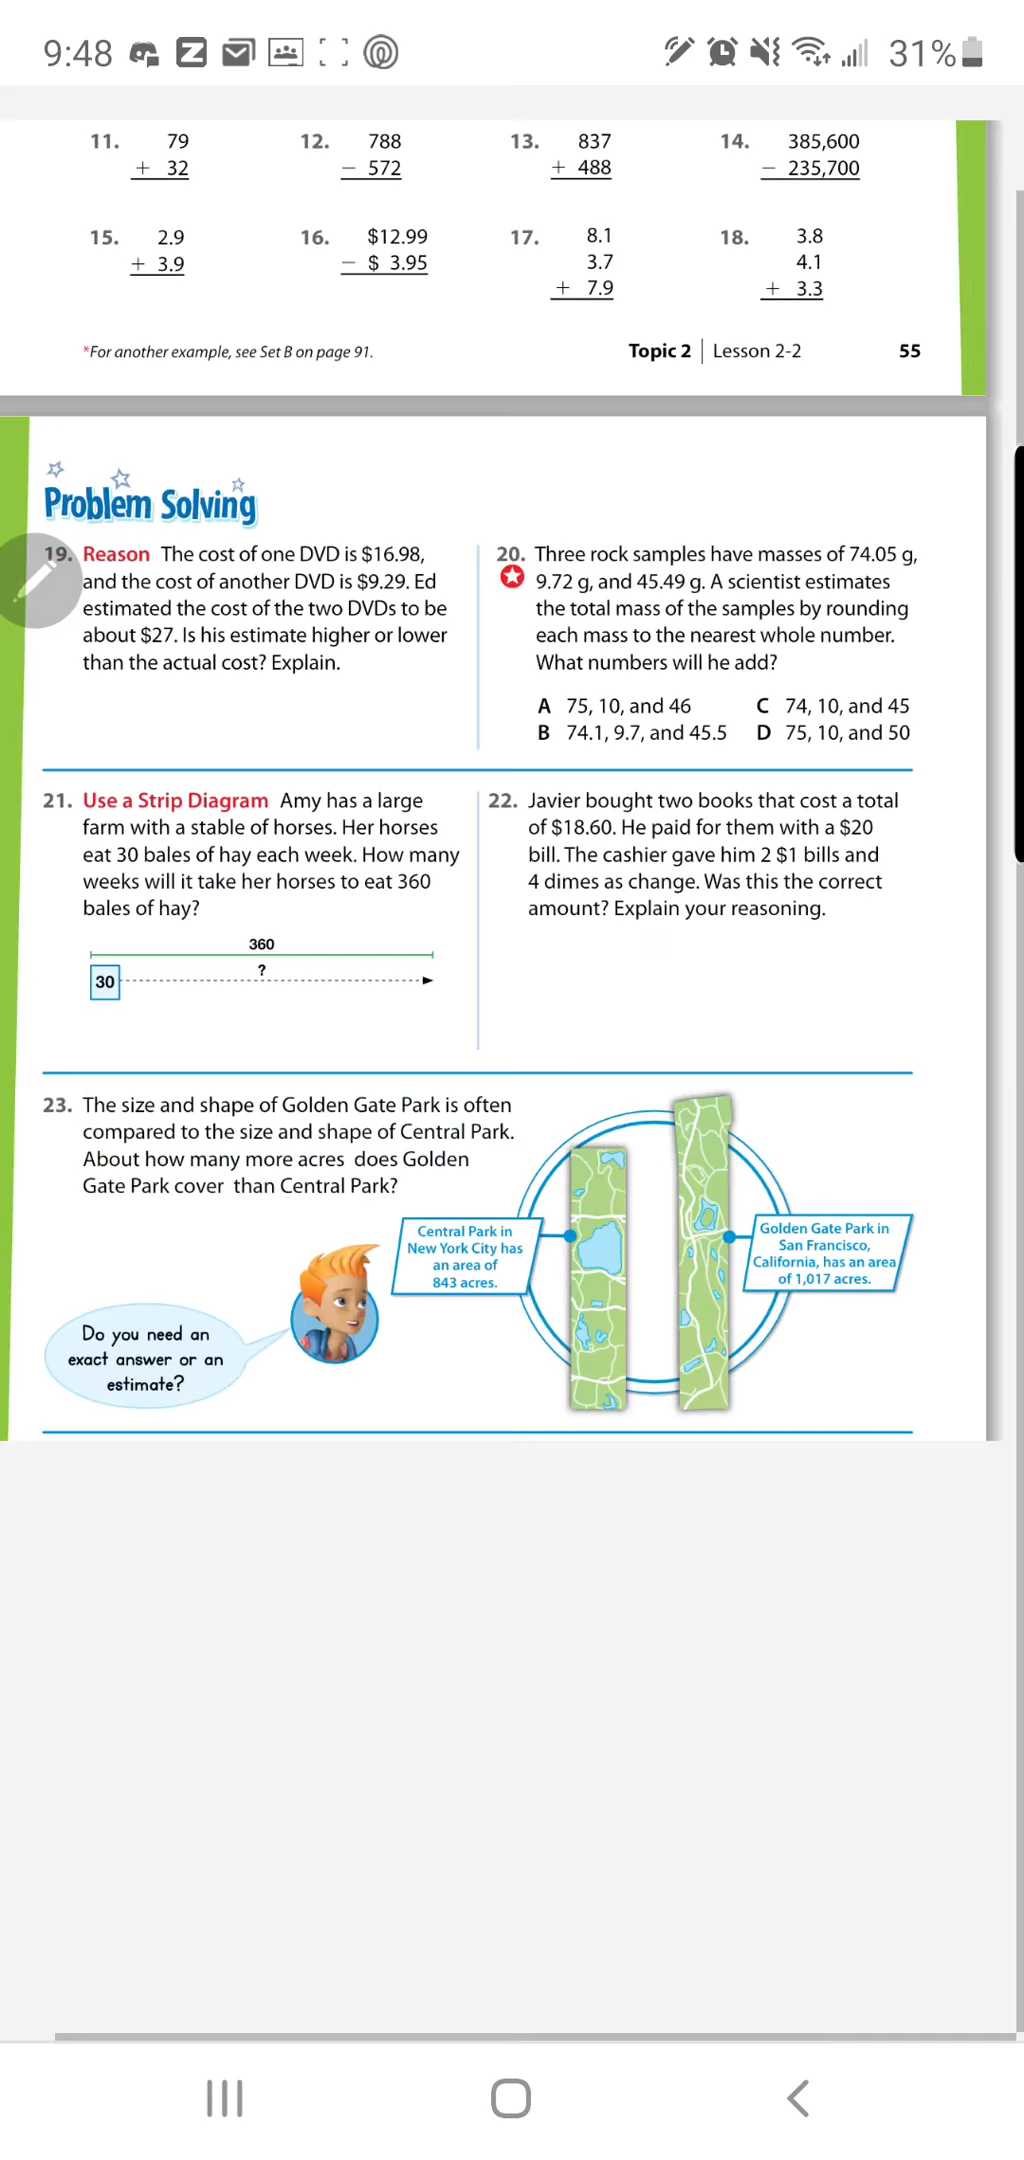 9:48
31%
11. 79 12. 788 13. 837 14. 385,600
+ 32 − 572 + 488 − 235,700
15. 2.9 16. $12.99 17. 8.1 18. 3.8
+ 3.9 − $ 3.95 3.7 4.1
+ 7.9 + 3.3
*For another example, see Set B on page 91.
Topic 2 | Lesson 2-2 55
Problem Solving
19. Reason The cost of one DVD is $16.98,
and the cost of another DVD is $9.29. Ed
estimated the cost of the two DVDs to be
about $27. Is his estimate higher or lower
than the actual cost? Explain.
20. Three rock samples have masses of 74.05 g,
9.72 g, and 45.49 g. A scientist estimates
the total mass of the samples by rounding
each mass to the nearest whole number.
What numbers will he add?
A 75, 10, and 46 C 74, 10, and 45
B 74.1, 9.7, and 45.5 D 75, 10, and 50
21. Use a Strip Diagram Amy has a large
farm with a stable of horses. Her horses
eat 30 bales of hay each week. How many
weeks will it take her horses to eat 360
bales of hay?
360
?
30
22. Javier bought two books that cost a total
of $18.60. He paid for them with a $20
bill. The cashier gave him 2 $1 bills and
4 dimes as change. Was this the correct
amount? Explain your reasoning.
23. The size and shape of Golden Gate Park is often
compared to the size and shape of Central Park.
About how many more acres does Golden
Gate Park cover than Central Park?
Central Park in
New York City has
an area of
843 acres.
Golden Gate Park in
San Francisco,
California, has an area
of 1,017 acres.
Do you need an
exact answer or an
estimate?